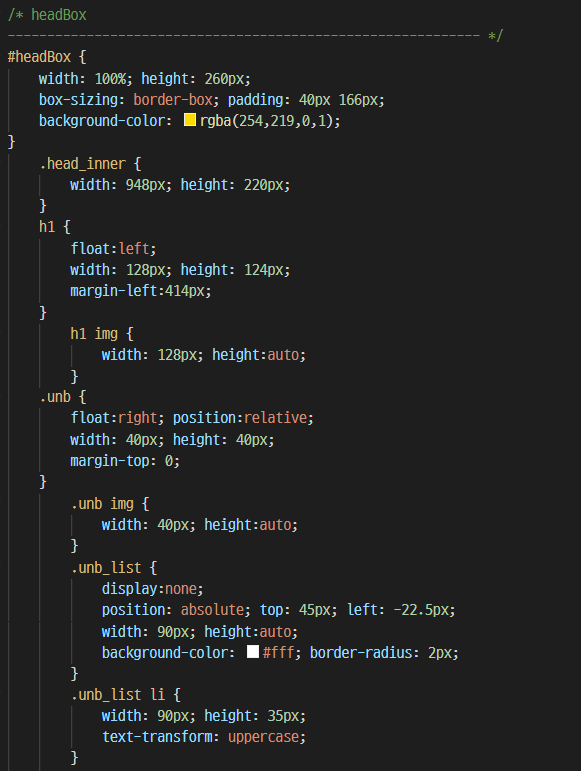 /* headBox
------------------------------------------------------------ */
#headBox {
    width: 100%; height: 260px;
    box-sizing: border-box; padding: 40px 166px;
    background-color: rgba(254,219,0,1);
}
    .head_inner {
        width: 948px; height: 220px;
    }
    h1 {
        float:left;
        width: 128px; height: 124px;
        margin-left:414px;
    }
        h1 img {
            width: 128px; height:auto;
        }
    .unb {
        float:right; position:relative;
        width: 40px; height: 40px;
        margin-top: 0;
    }
        .unb img {
            width: 40px; height:auto;
        }
        .unb_list {
            display:none;
            position: absolute; top: 45px; left: -22.5px;
            width: 90px; height:auto;
            background-color: #fff; border-radius: 2px;
        }
        .unb_list li {
            width: 90px; height: 35px;
            text-transform: uppercase;
        }